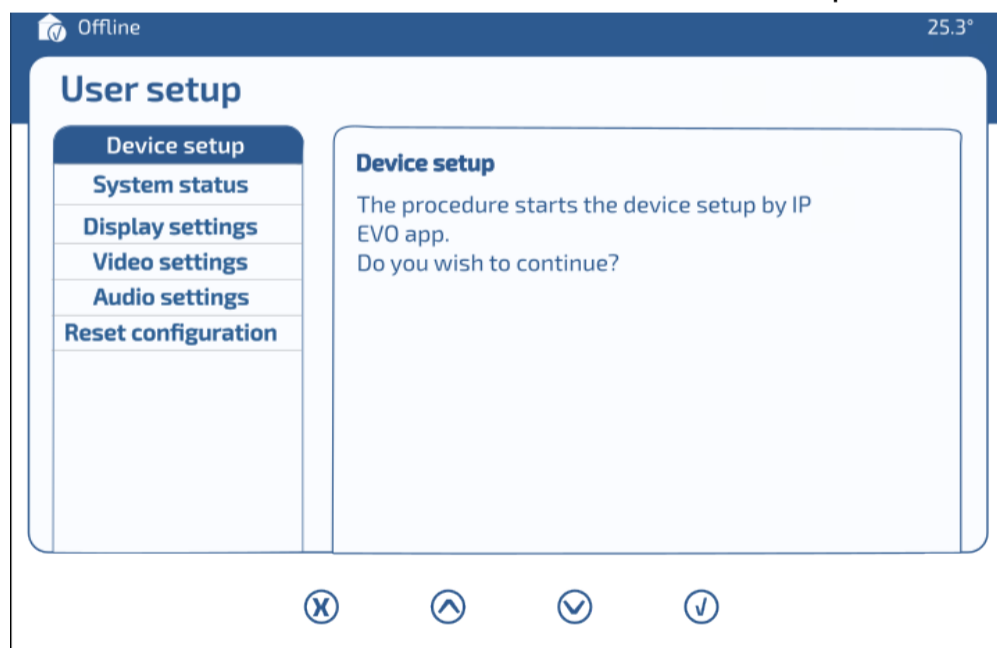 Offline
25.3°
User setup
Device setup
System status
Display settings
Video settings
Audio settings
Reset configuration
Device setup
The procedure starts the device setup by IP
EVO app.
Do you wish to continue?